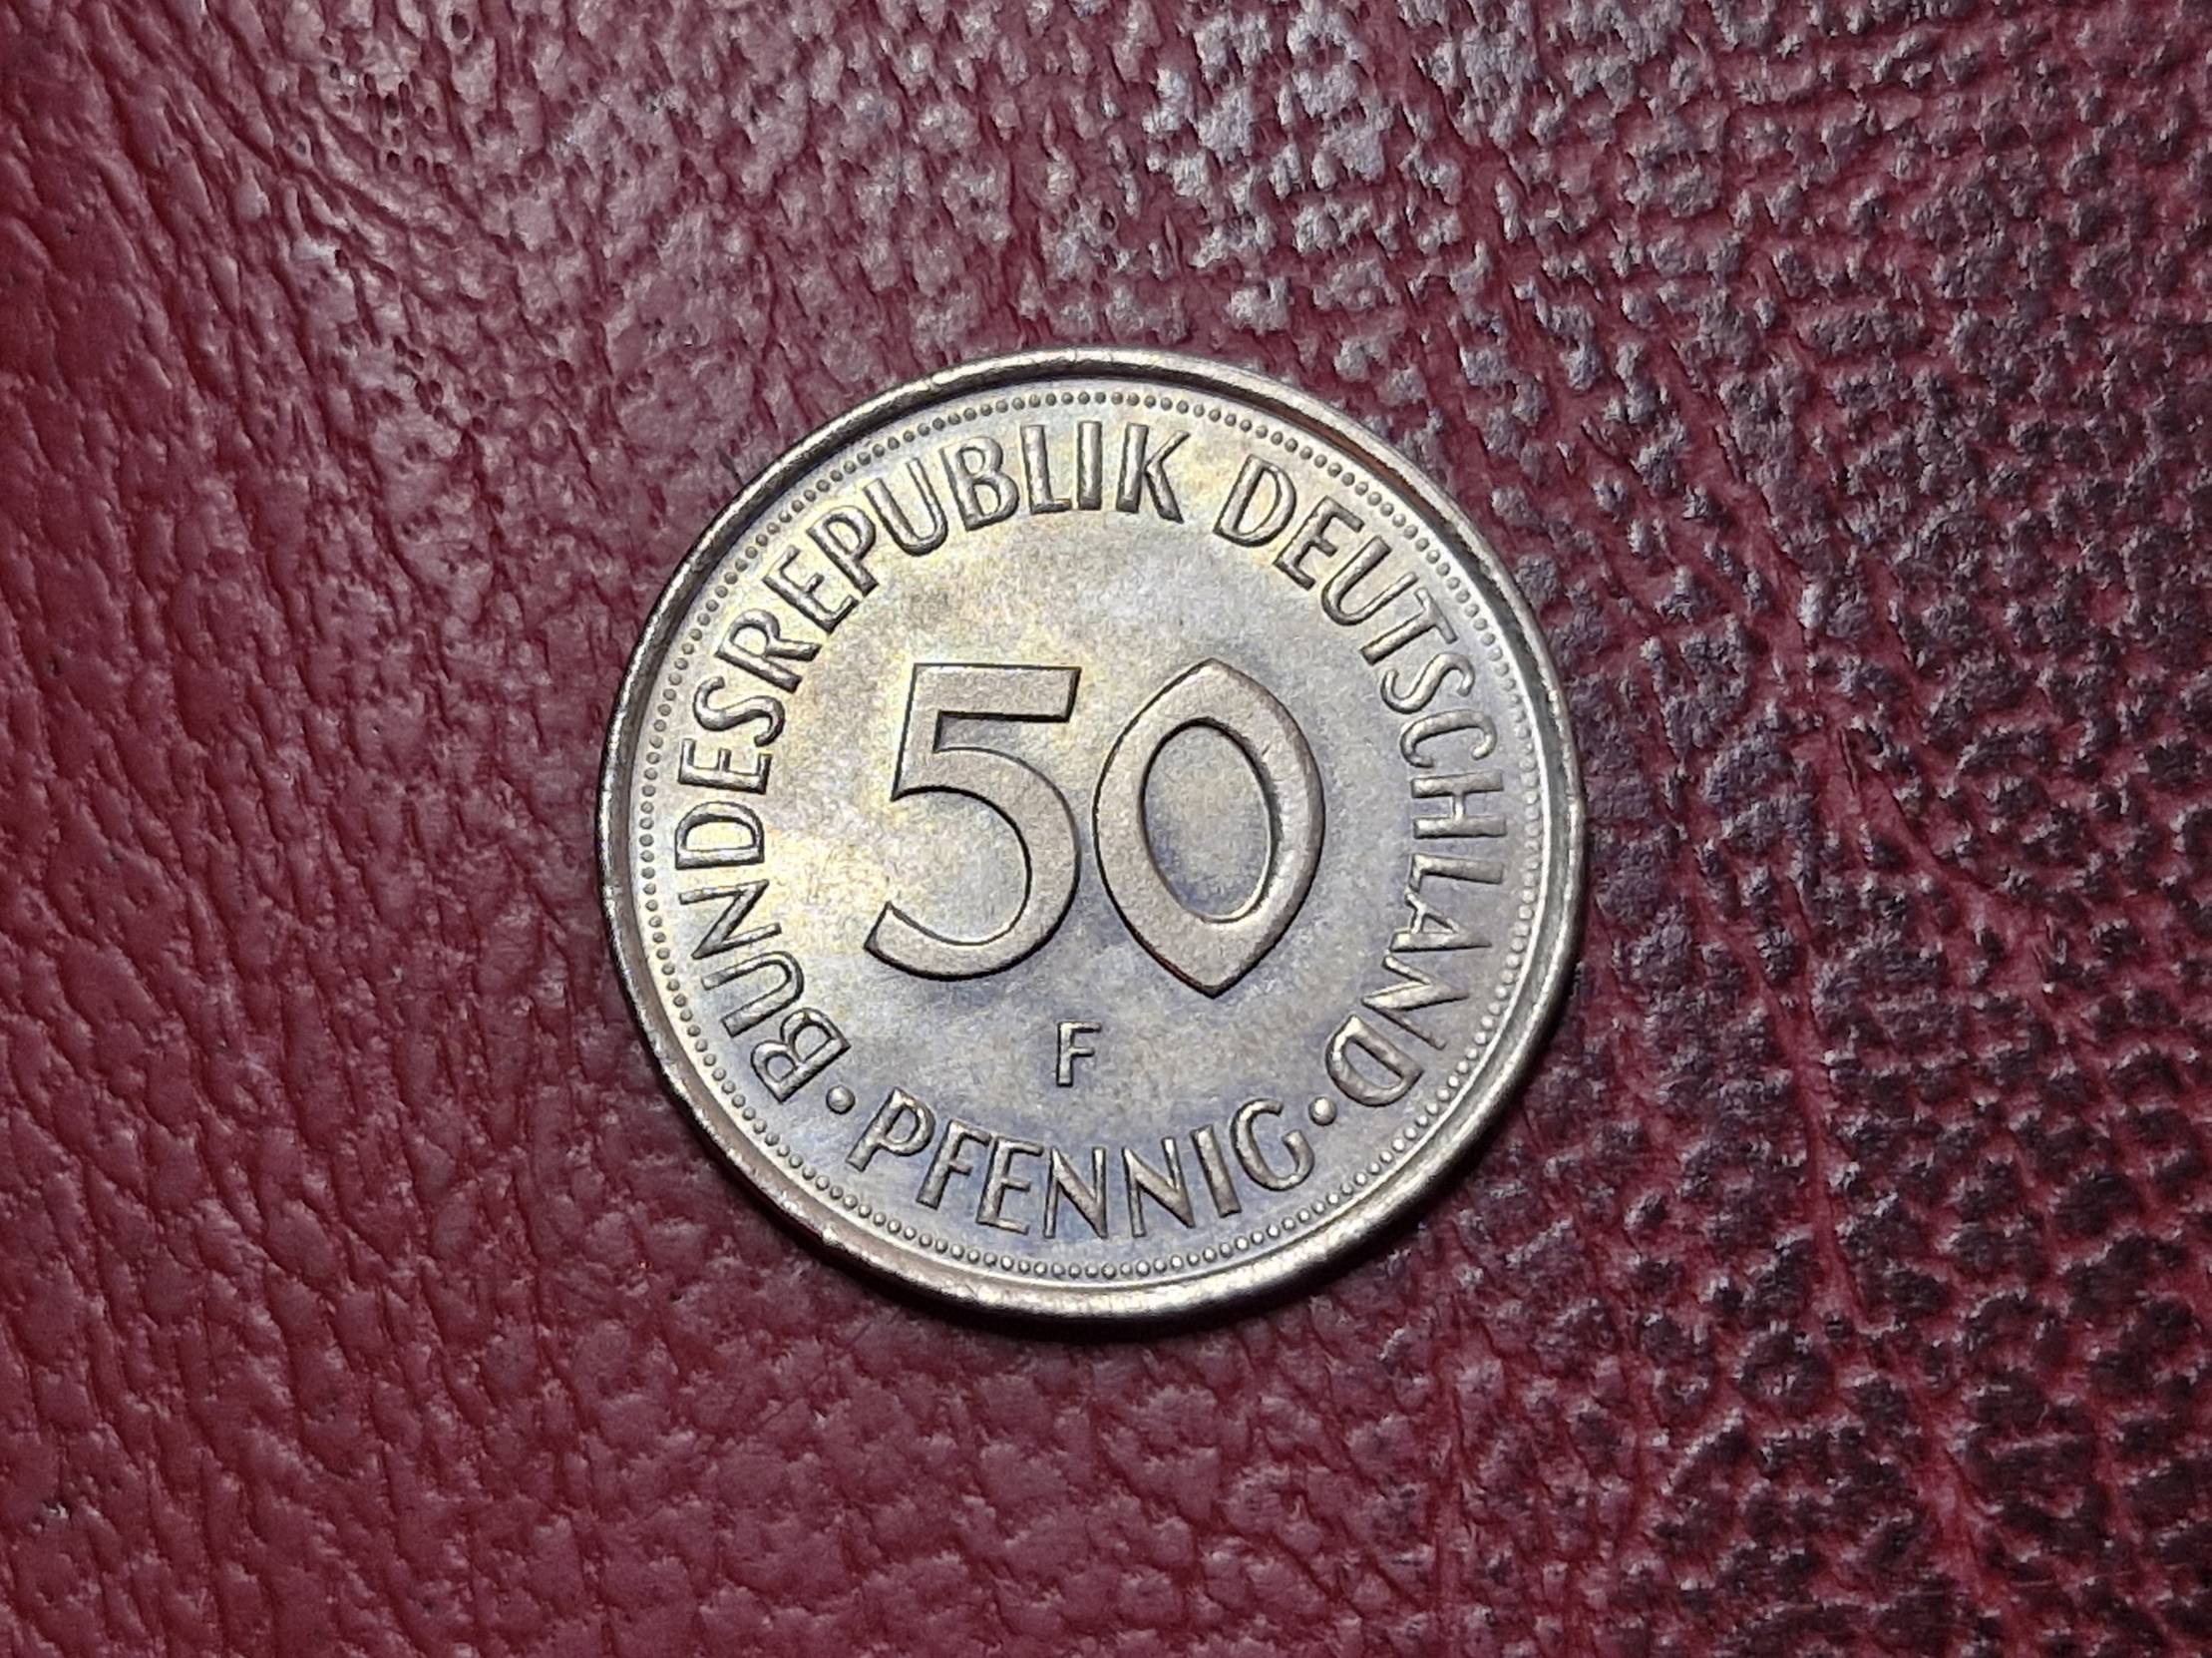 ·BUNDESREPUBLIK DEUTSCHLAND·
50
F
PFENNIG